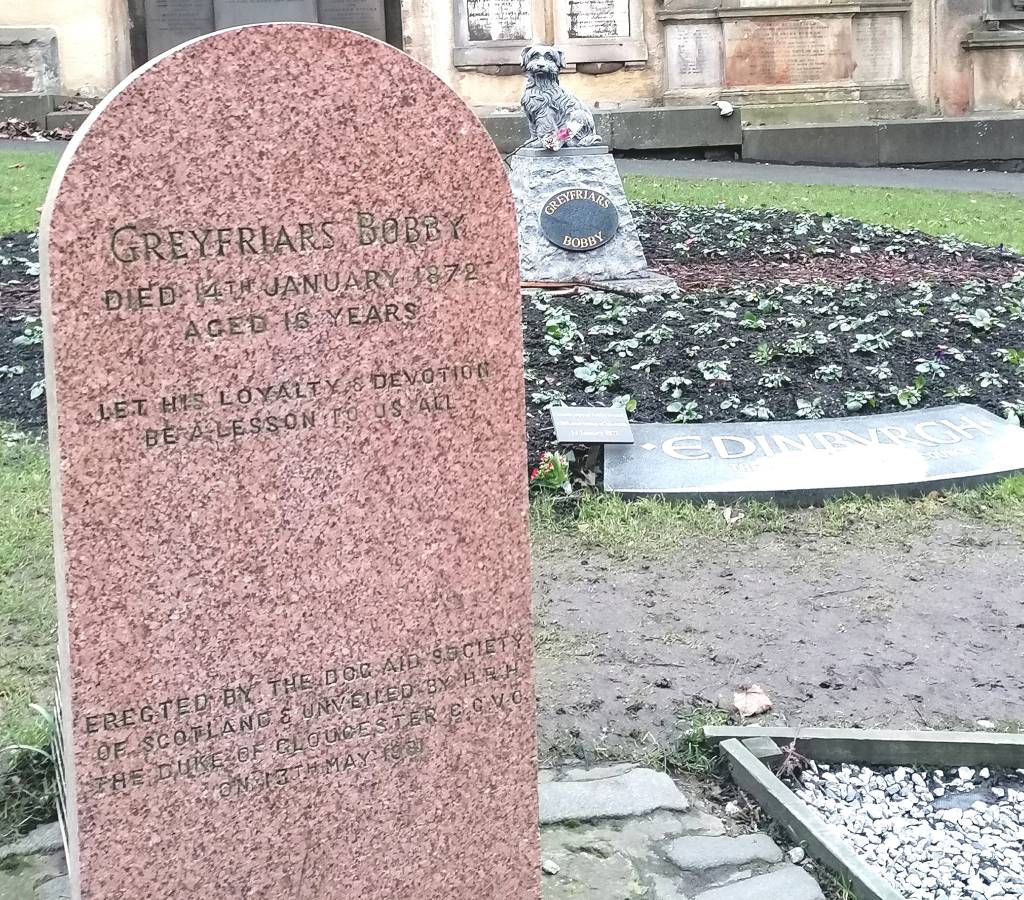 GREYFRIARS BOBBY
DIED 14TH JANUARY 1872
AGED 16 YEARS
LET HIS LOYALTY & DEVOTION
BE A LESSON TO US ALL
ERECTED BY THE DOG AID SOCIETY
OF SCOTLAND & UNVEILED BY H.R.H.
THE DUKE OF GLOUCESTER G.C.V.O.
ON 13TH MAY 1981
GREYFRIARS
BOBBY
EDINBVRGH